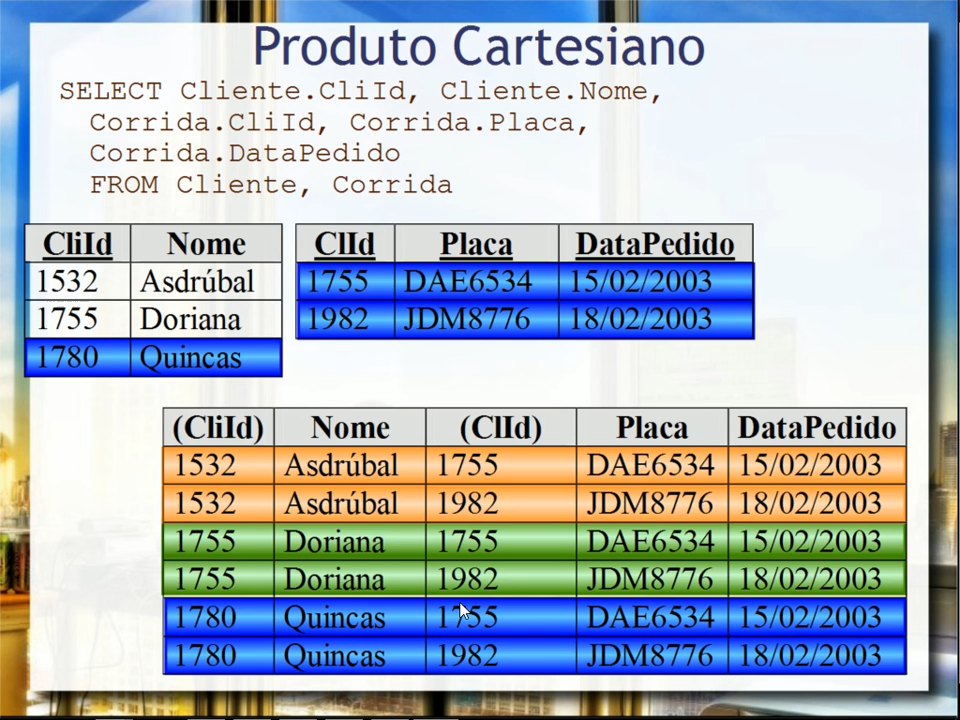 Produto Cartesiano
SELECT Cliente.CliId, Cliente.Nome,
Corrida.CliId, Corrida.Placa,
Corrida.DataPedido
FROM Cliente, Corrida
CliId Nome
1532 Asdrúbal
1755 Doriana
1780 Quincas
ClId Placa DataPedido
1755 DAE6534 15/02/2003
1982 JDM8776 18/02/2003
(CliId) Nome (ClId) Placa DataPedido
1532 Asdrúbal 1755 DAE6534 15/02/2003
1532 Asdrúbal 1982 JDM8776 18/02/2003
1755 Doriana 1755 DAE6534 15/02/2003
1755 Doriana 1982 JDM8776 18/02/2003
1780 Quincas 1755 DAE6534 15/02/2003
1780 Quincas 1982 JDM8776 18/02/2003